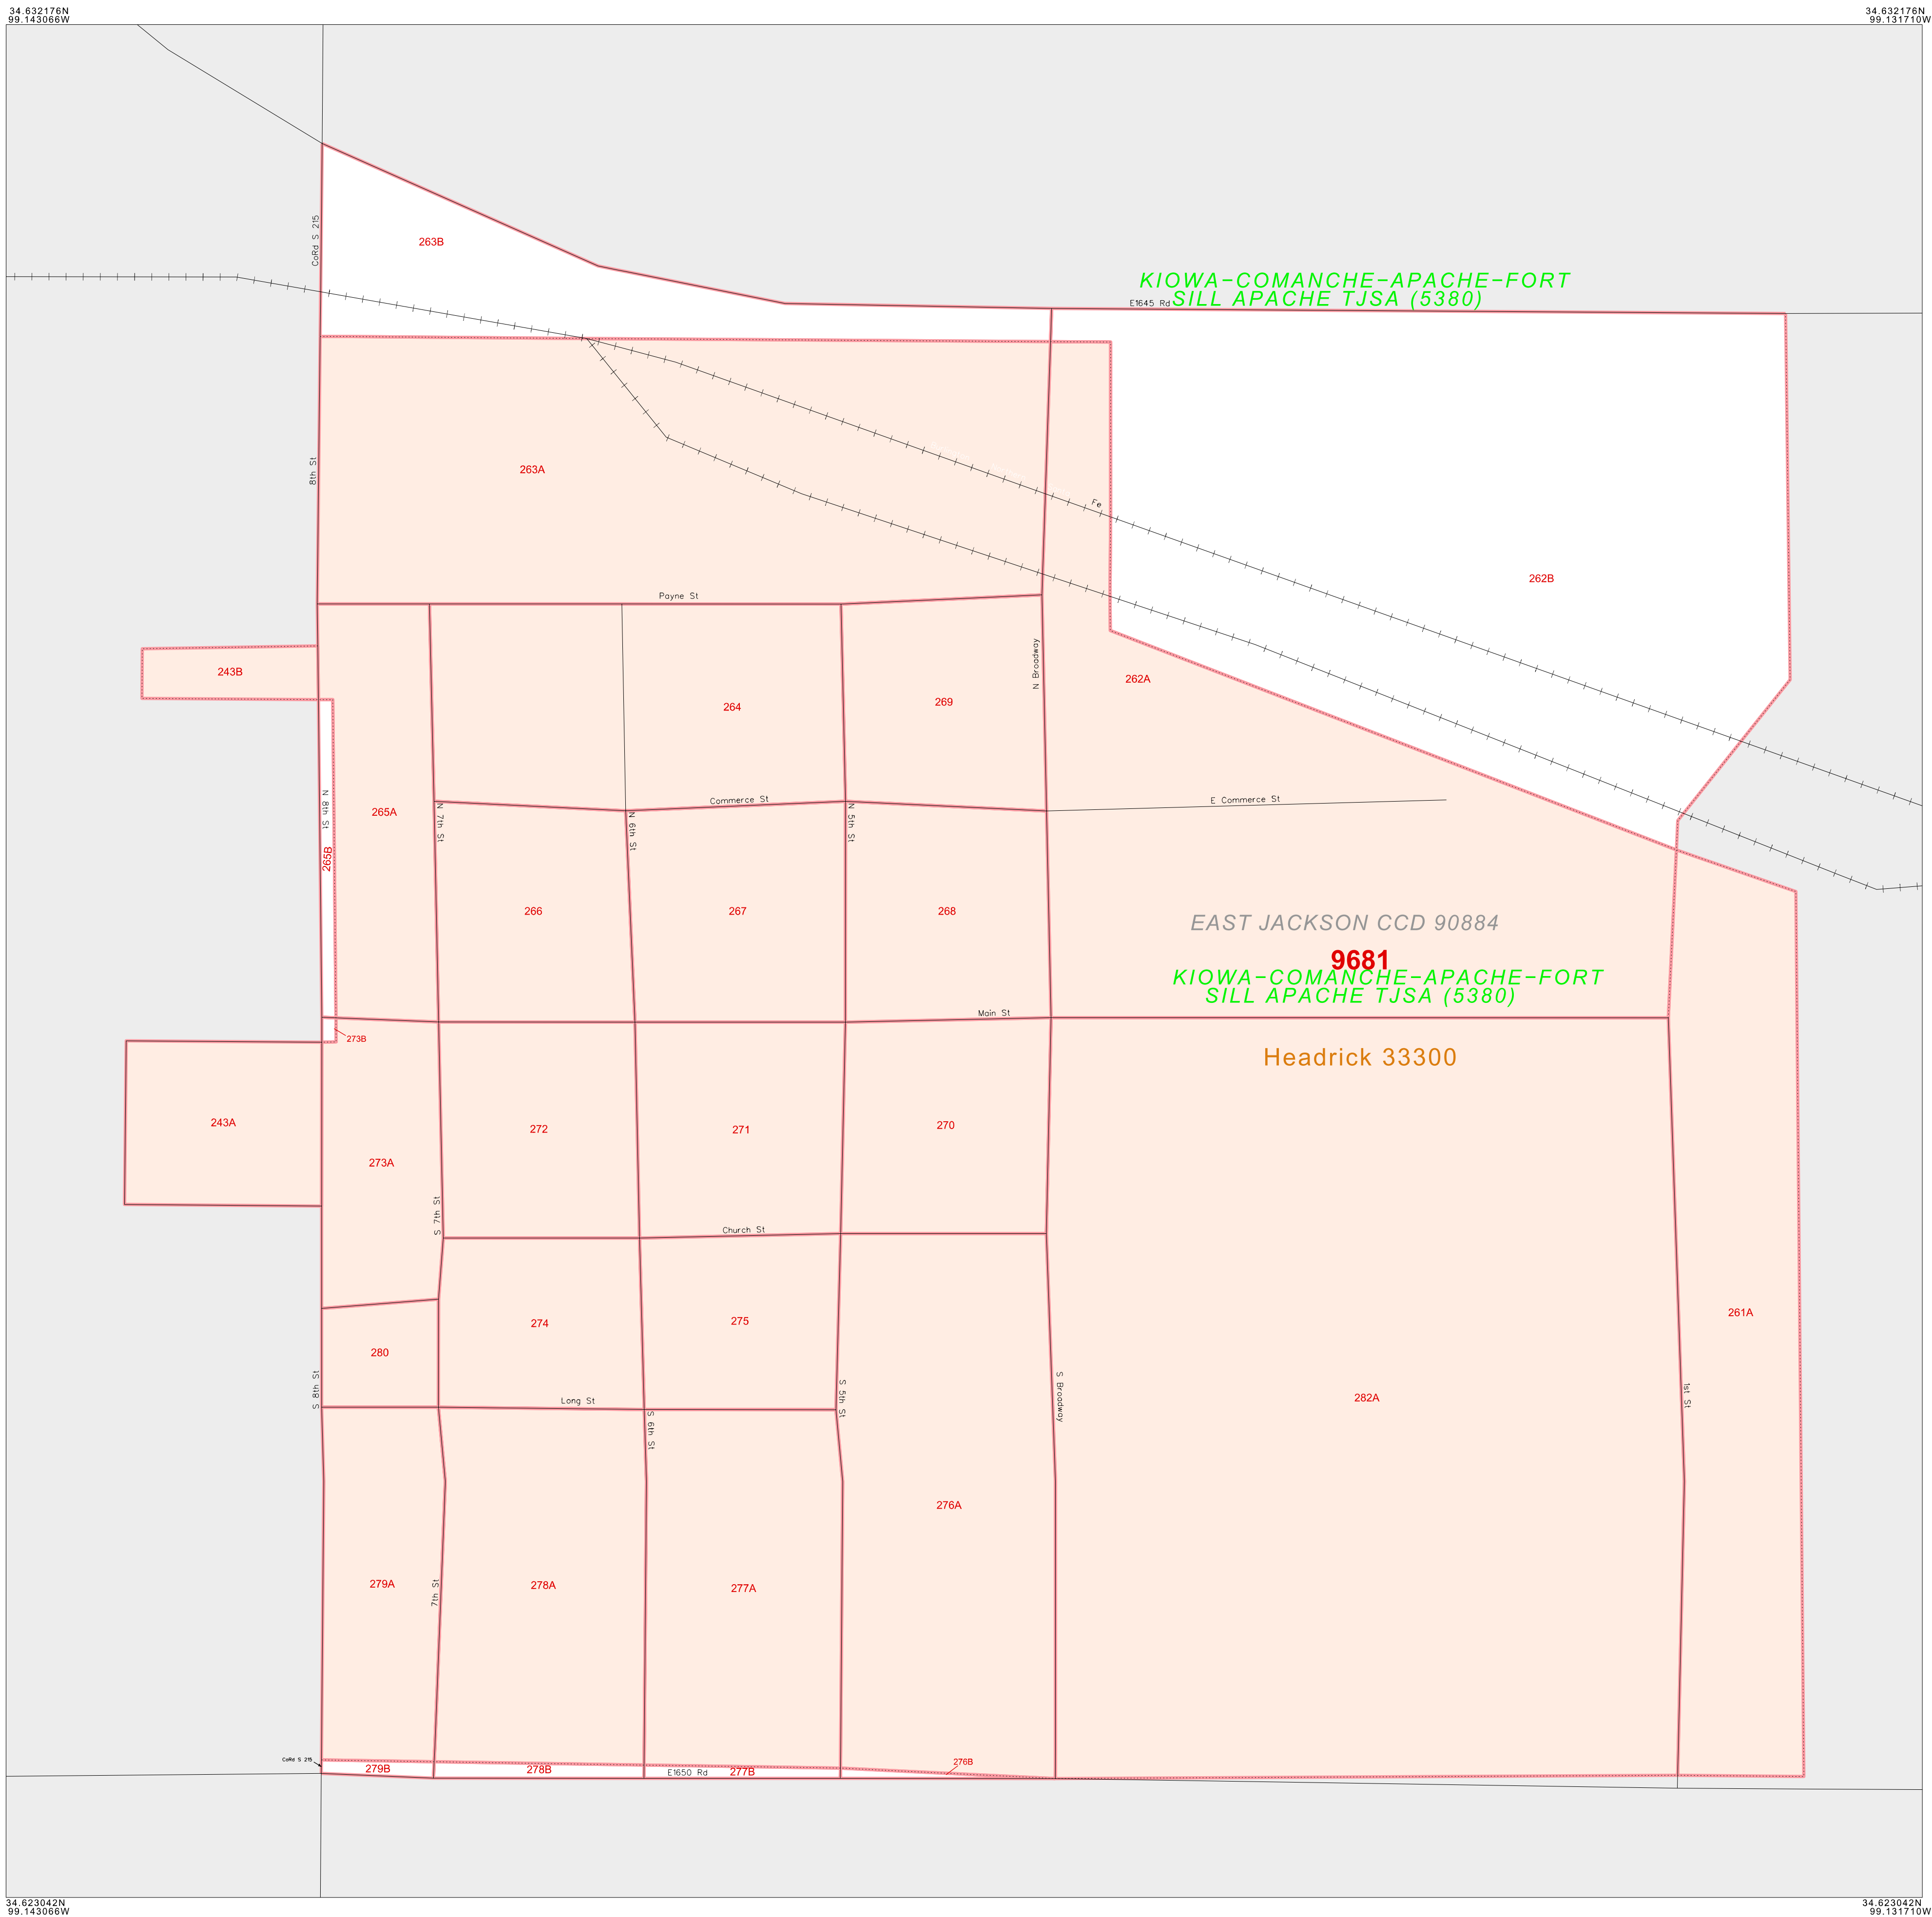 34.632176N
99.143066W
34.632176N
99.131710W
CoRd S 215
263B
KIOWA-COMANCHE-APACHE-FORT
SILL APACHE TJSA (5380)
E1645 Rd
8th St
263A
Fe
262B
Payne St
243B
N Broadway
262A
264
269
N 8th St
265A
N 7th St
Commerce St
N 6th St
N 5th St
E Commerce St
265B
266
267
268
EAST JACKSON CCD 90884
9681
KIOWA-COMANCHE-APACHE-FORT
SILL APACHE TJSA (5380)
Main St
273B
Headrick 33300
243A
273A
272
271
270
S 7th St
Church St
274
275
261A
280
S 8th St
Long St
S 6th St
S 5th St
S Broadway
282A
1st St
276A
279A
7th St
278A
277A
CoRd S 215
279B
278B
E1650 Rd
277B
276B
34.623042N
99.143066W
34.623042N
99.131710W